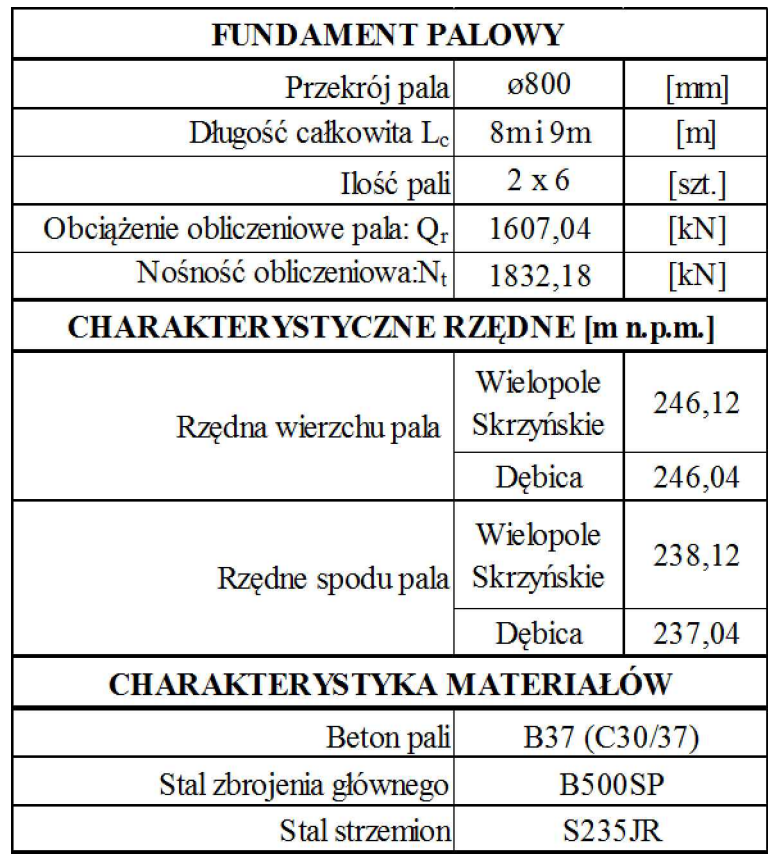 FUNDAMENT PALOWY
Przekrój pala ø800 [mm]
Długość całkowita Lc 8m i 9m [m]
Ilość pali 2 x 6 [szt.]
Obciążenie obliczeniowe pala: Qr 1607,04 [kN]
Nośność obliczeniowa:Nt 1832,18 [kN]
CHARAKTERYSTYCZNE RZĘDNE [m n.p.m.]
Rzędna wierzchu pala
Wielopole
Skrzyńskie
246,12
Dębica 246,04
Rzędne spodu pala
Wielopole
Skrzyńskie
238,12
Dębica 237,04
CHARAKTERYSTYKA MATERIAŁÓW
Beton pali B37 (C30/37)
Stal zbrojenia głównego B500SP
Stal strzemion S235JR